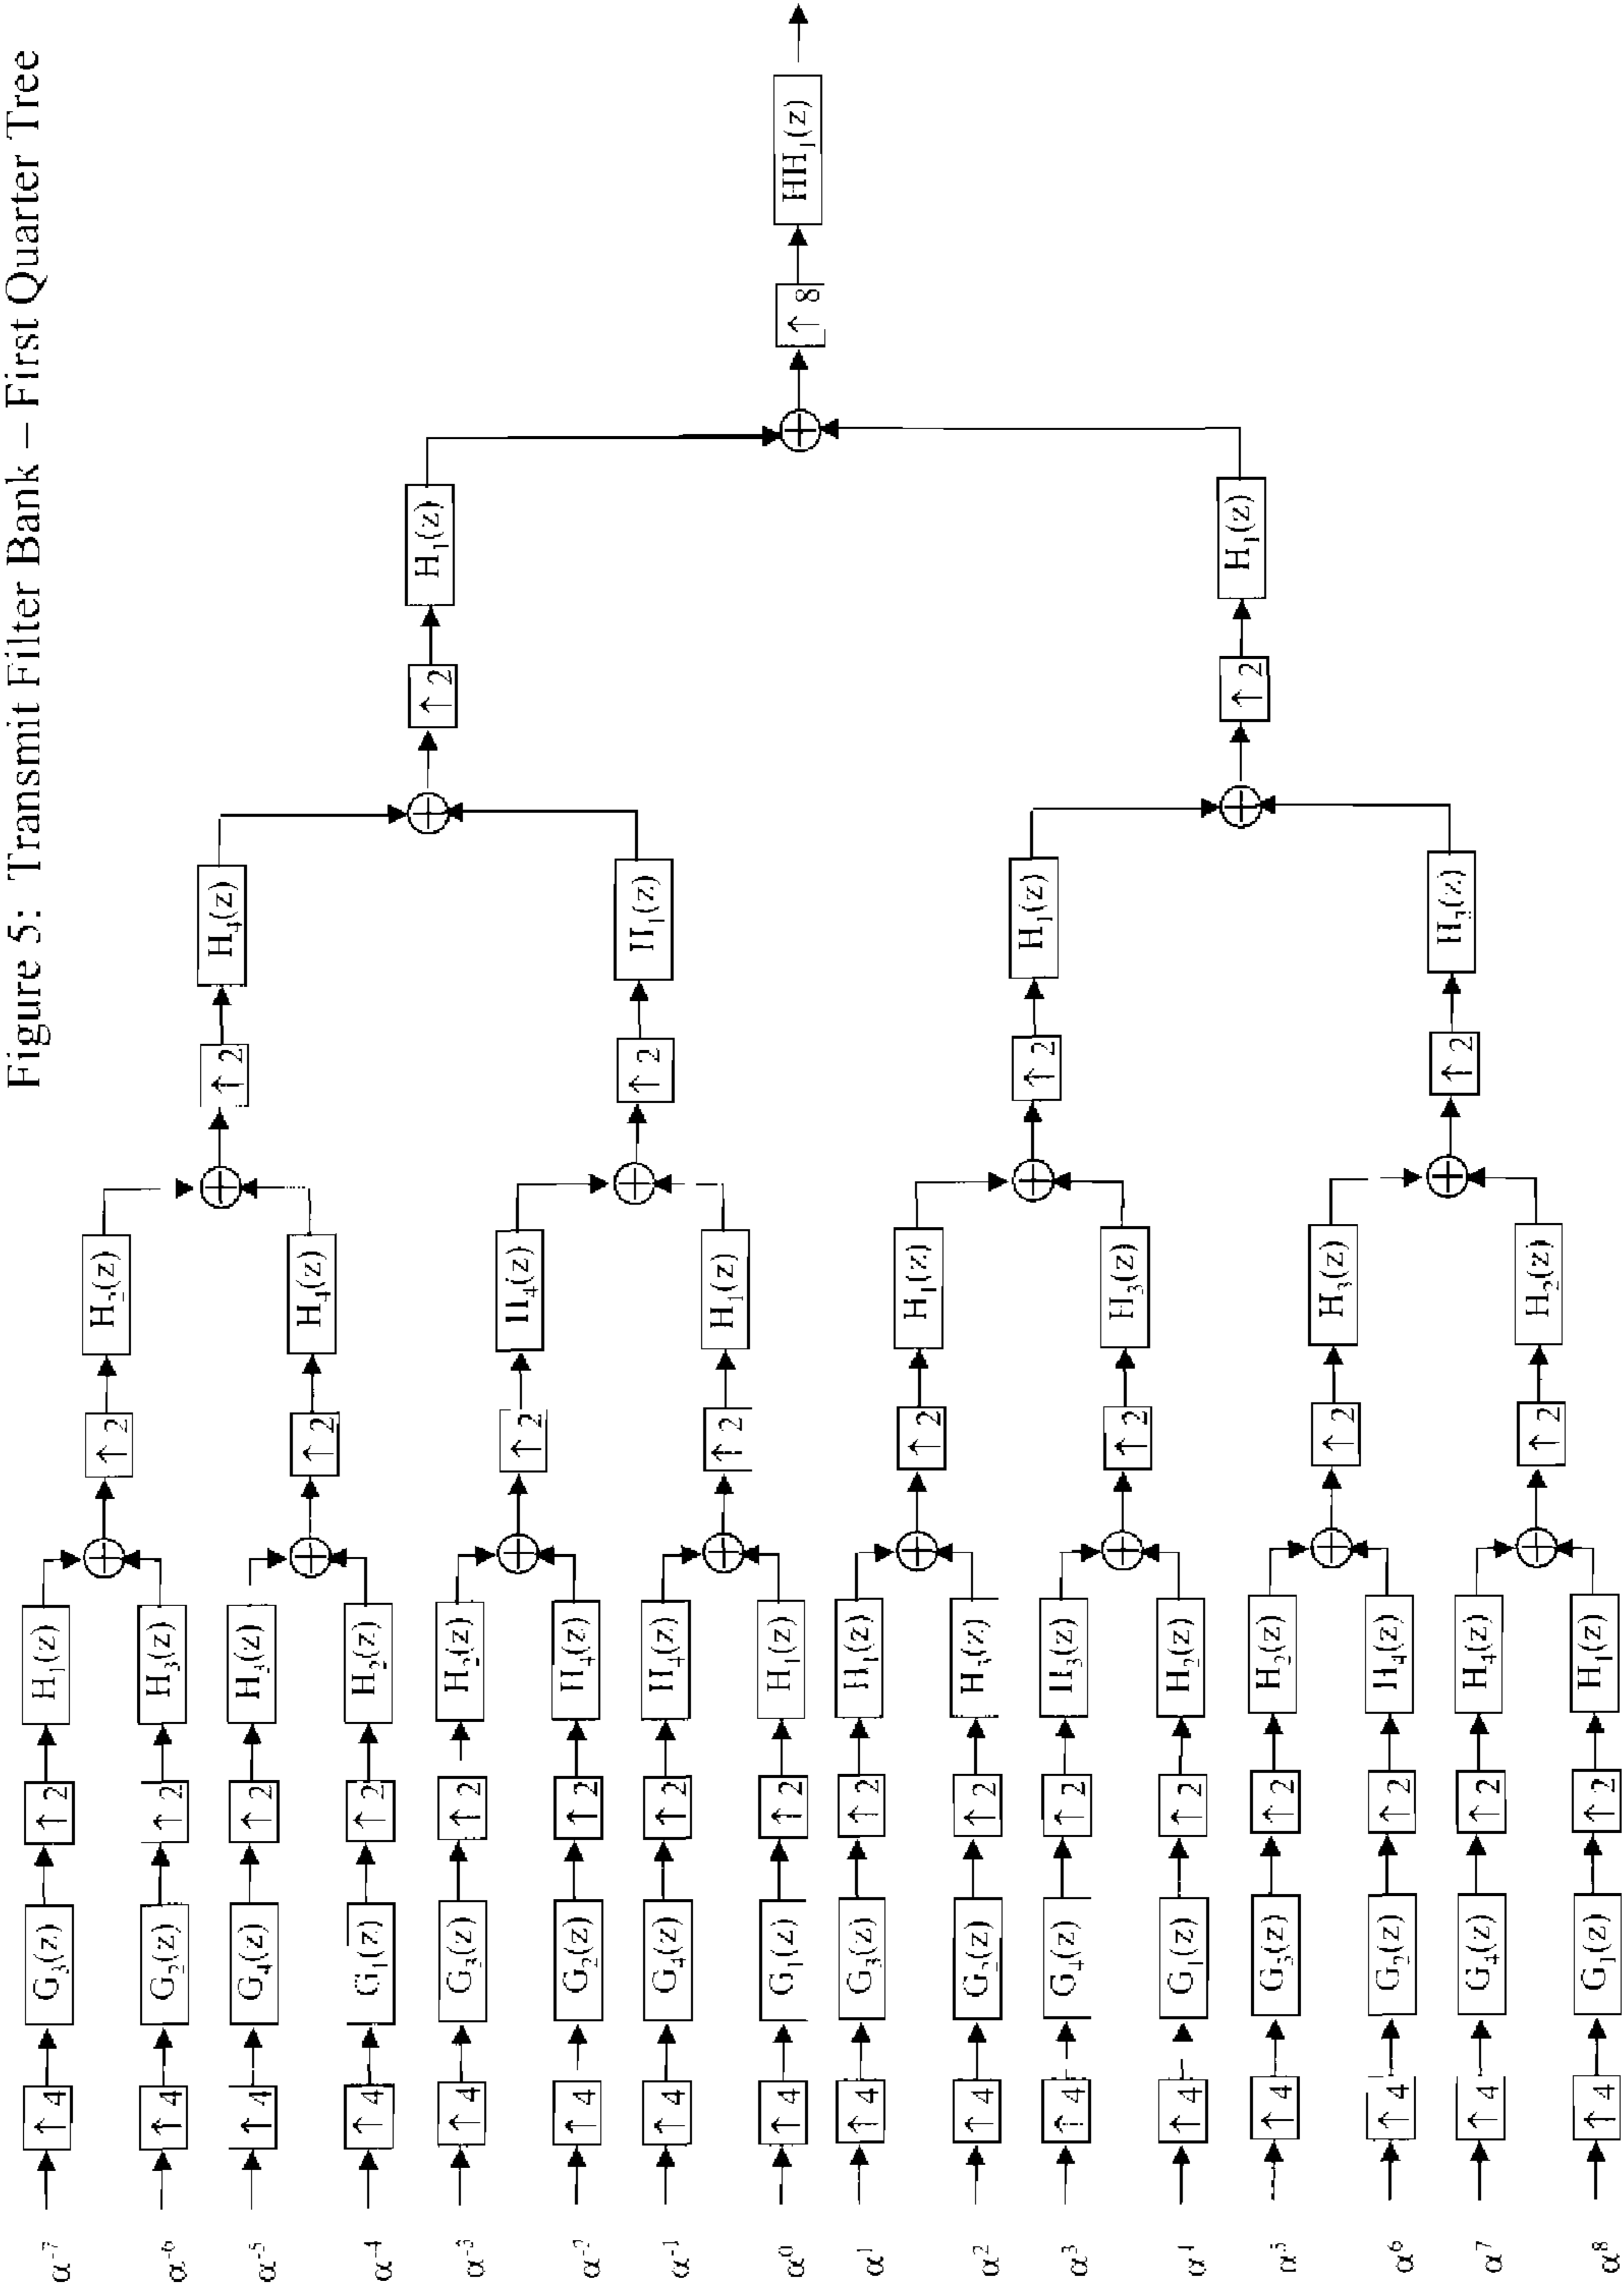 Figure 5: Transmit Filter Bank – First Quarter Tree
α⁻⁷ ↑4 G₃(z) ↑2 H₁(z)
↑2 H₂(z)
α⁻⁶ ↑4 G₂(z) ↑2 H₃(z)
↑2 H₄(z)
α⁻⁵ ↑4 G₄(z) ↑2 H₃(z)
↑2 H₄(z)
α⁻⁴ ↑4 G₁(z) ↑2 H₂(z)
↑2 H₁(z)
α⁻³ ↑4 G₃(z) ↑2 H₂(z)
↑2 H₄(z)
α⁻² ↑4 G₂(z) ↑2 H₄(z)
↑2 H₁(z)
α⁻¹ ↑4 G₄(z) ↑2 H₄(z)
↑2 H₁(z)
α⁰ ↑4 G₁(z) ↑2 H₁(z)
↑8 HH₁(z)
α¹ ↑4 G₃(z) ↑2 H₁(z)
↑2 H₁(z)
α² ↑4 G₂(z) ↑2 H₃(z)
↑2 H₁(z)
α³ ↑4 G₄(z) ↑2 H₃(z)
↑2 H₃(z)
α⁴ ↑4 G₁(z) ↑2 H₂(z)
↑2 H₁(z)
α⁵ ↑4 G₃(z) ↑2 H₂(z)
↑2 H₃(z)
α⁶ ↑4 G₂(z) ↑2 H₄(z)
↑2 H₃(z)
α⁷ ↑4 G₄(z) ↑2 H₄(z)
↑2 H₂(z)
α⁸ ↑4 G₁(z) ↑2 H₁(z)